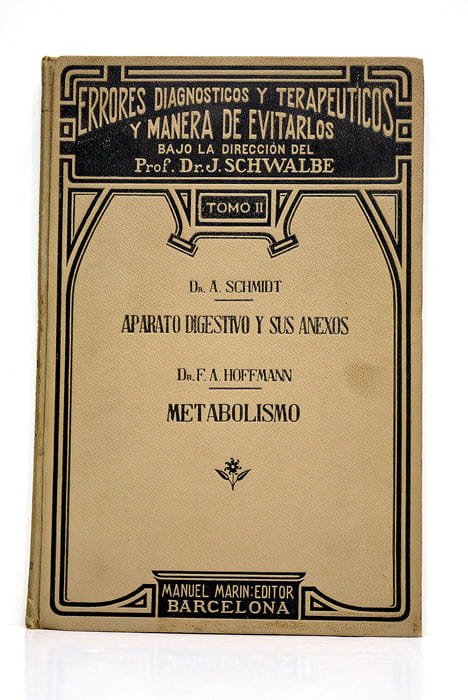 ERRORES DIAGNOSTICOS Y TERAPEUTICOS
Y MANERA DE EVITARLOS
BAJO LA DIRECCIÓN DEL
Prof. Dr. J. SCHWALBE
TOMO II
DR. A. SCHMIDT
APARATO DIGESTIVO Y SUS ANEXOS
DR. F. A. HOFFMANN
METABOLISMO
MANUEL MARIN: EDITOR
BARCELONA